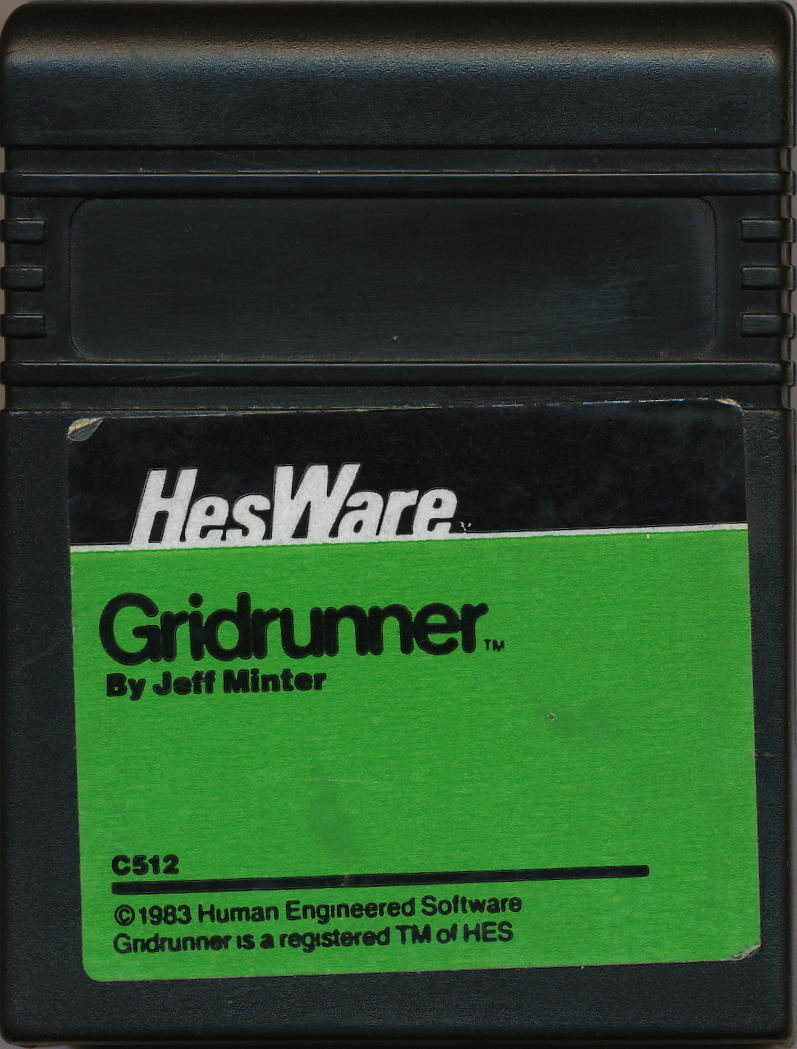 HesWare
Gridrunner™
By Jeff Minter
C512
©1983 Human Engineered Software
Gridrunner is a registered TM of HES